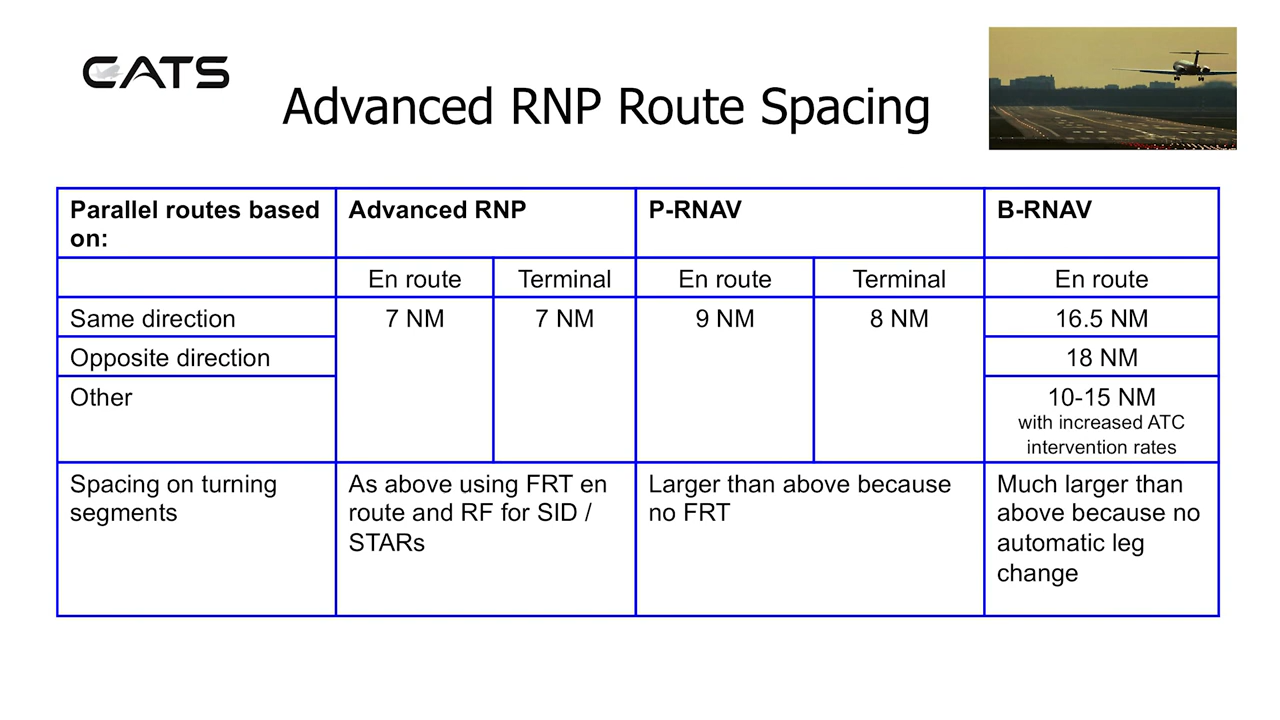 CATS
Advanced RNP Route Spacing
Parallel routes based on:
Advanced RNP
P-RNAV
B-RNAV
En route
Terminal
En route
Terminal
En route
Same direction
7 NM
7 NM
9 NM
8 NM
16.5 NM
Opposite direction
18 NM
Other
10-15 NM
with increased ATC
intervention rates
Spacing on turning
segments
As above using FRT en
route and RF for SID /
STARs
Larger than above because
no FRT
Much larger than
above because no
automatic leg
change